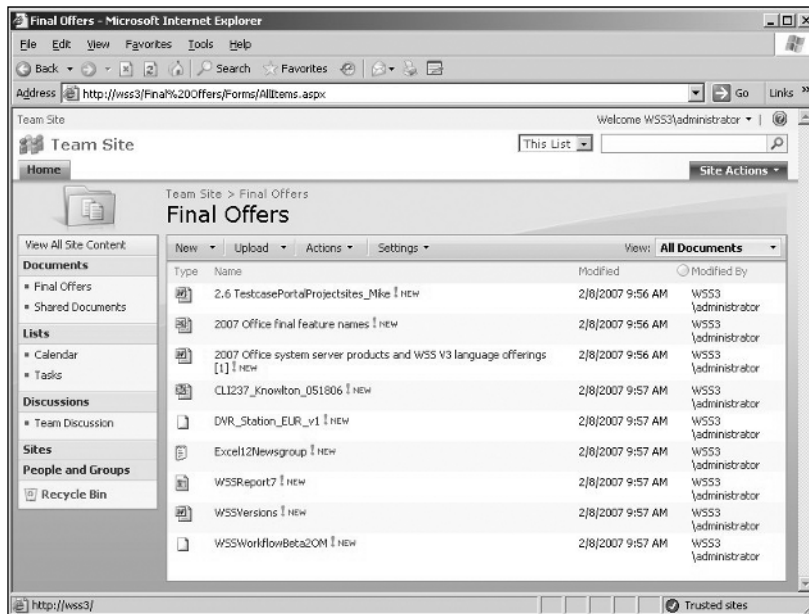 Final Offers - Microsoft Internet Explorer
File Edit View Favorites Tools Help
Back Search Favorites
Address http://wss3/Final%20Offers/Forms/AllItems.aspx Go Links »
Team Site Welcome WSS3\administrator
Team Site This List
Home Site Actions
Team Site > Final Offers
Final Offers
View All Site Content
Documents
Final Offers
Shared Documents
Lists
Calendar
Tasks
Discussions
Team Discussion
Sites
People and Groups
Recycle Bin
New Upload Actions Settings View: All Documents
Type Name Modified Modified By
2.6 TestcasePortalProjectsites_Mike ! NEW 2/8/2007 9:56 AM WSS3
\administrator
2007 Office final feature names ! NEW 2/8/2007 9:56 AM WSS3
\administrator
2007 Office system server products and WSS V3 language offerings 2/8/2007 9:56 AM WSS3
[1] ! NEW \administrator
CLI237_Knowlton_051806 ! NEW 2/8/2007 9:57 AM WSS3
\administrator
DVR_Station_EUR_v1 ! NEW 2/8/2007 9:57 AM WSS3
\administrator
Excel12Newsgroup ! NEW 2/8/2007 9:57 AM WSS3
\administrator
WSSReport7 ! NEW 2/8/2007 9:57 AM WSS3
\administrator
WSSVersions ! NEW 2/8/2007 9:57 AM WSS3
\administrator
WSSWorkflowBeta2OM ! NEW 2/8/2007 9:57 AM WSS3
\administrator
http://wss3/ Trusted sites